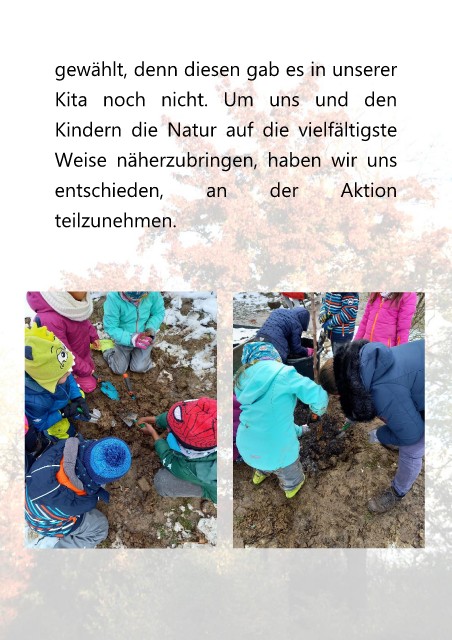 gewählt, denn diesen gab es in unserer
Kita noch nicht. Um uns und den
Kindern die Natur auf die vielfältigste
Weise näherzubringen, haben wir uns
entschieden, an der Aktion
teilzunehmen.